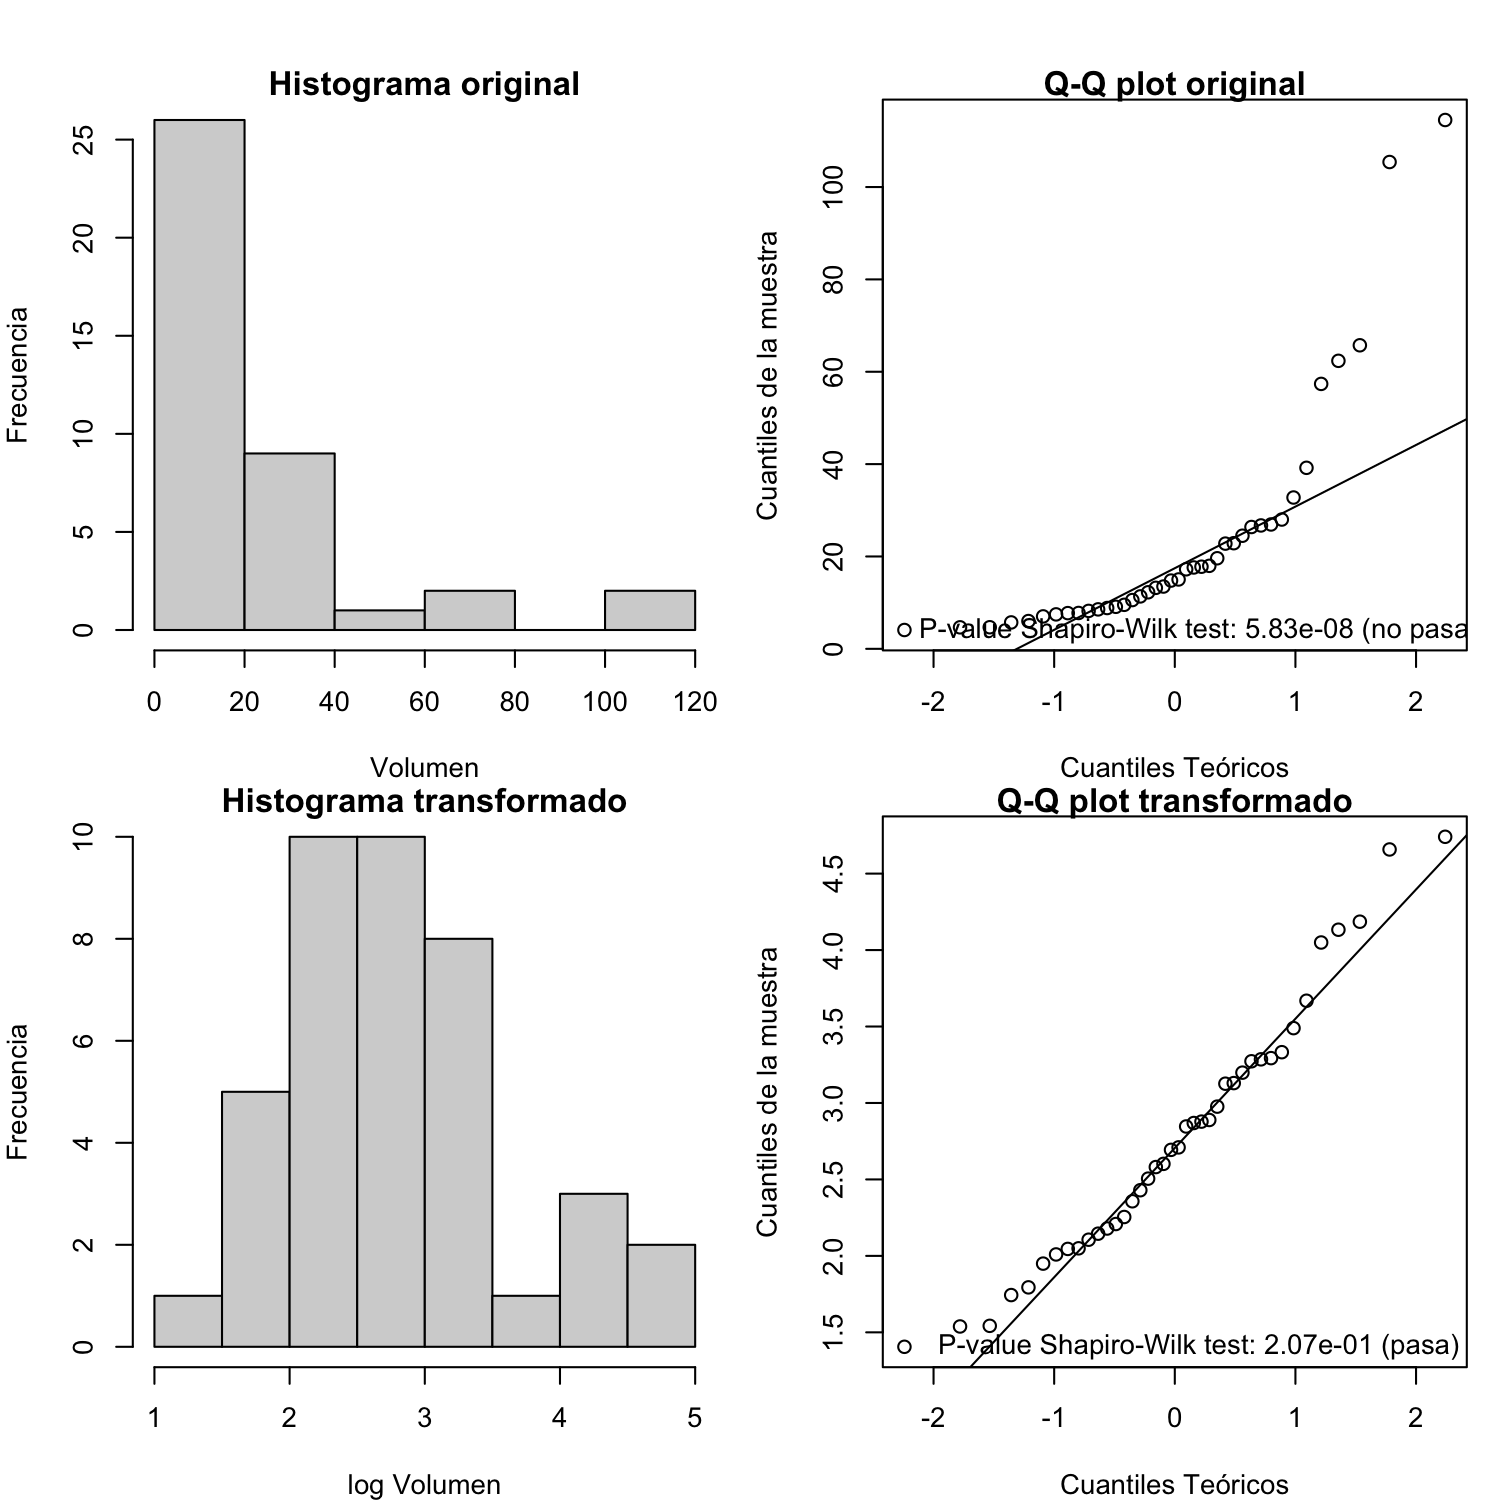 Histograma original
Frecuencia
25
20
15
10
5
0
0 20 40 60 80 100 120
Volumen
Q-Q plot original
Cuantiles de la muestra
100
80
60
40
20
0
P-value Shapiro-Wilk test: 5.83e-08 (no pasa
-2 -1 0 1 2
Cuantiles Teóricos
Histograma transformado
Frecuencia
10
8
6
4
2
0
1 2 3 4 5
log Volumen
Q-Q plot transformado
Cuantiles de la muestra
4.5
4.0
3.5
3.0
2.5
2.0
1.5
P-value Shapiro-Wilk test: 2.07e-01 (pasa)
-2 -1 0 1 2
Cuantiles Teóricos